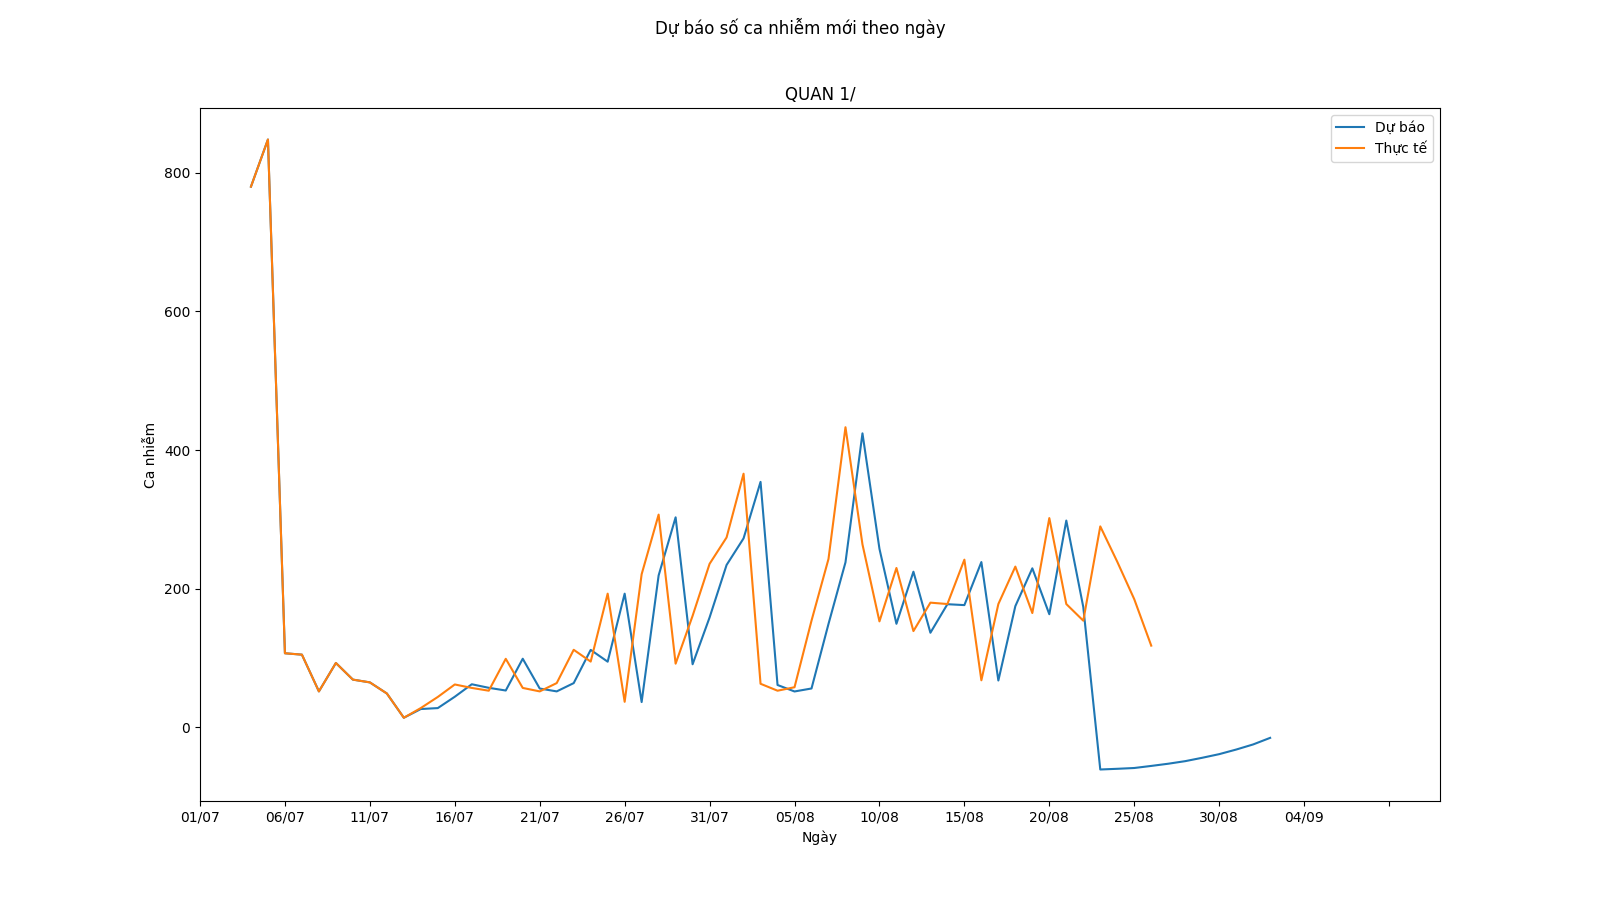 Dự báo số ca nhiễm mới theo ngày
QUAN 1/
Dự báo
Thực tế
800
600
400
200
0
Ca nhiễm
01/07 06/07 11/07 16/07 21/07 26/07 31/07 05/08 10/08 15/08 20/08 25/08 30/08 04/09
Ngày